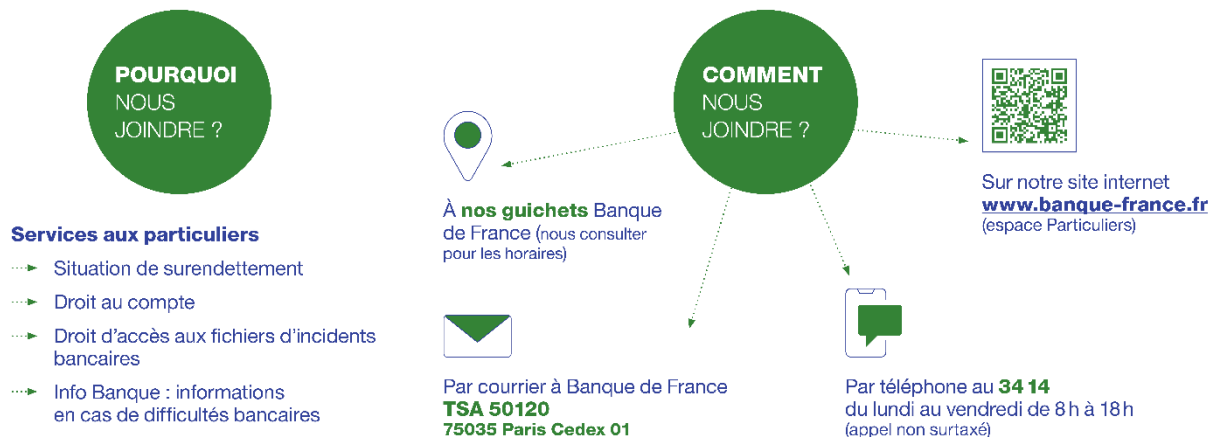 POURQUOI
NOUS
JOINDRE ?
Services aux particuliers
Situation de surendettement
Droit au compte
Droit d’accès aux fichiers d’incidents
bancaires
Info Banque : informations
en cas de difficultés bancaires
COMMENT
NOUS
JOINDRE ?
À nos guichets Banque
de France (nous consulter
pour les horaires)
Sur notre site internet
www.banque-france.fr
(espace Particuliers)
Par courrier à Banque de France
TSA 50120
75035 Paris Cedex 01
Par téléphone au 34 14
du lundi au vendredi de 8 h à 18 h
(appel non surtaxé)